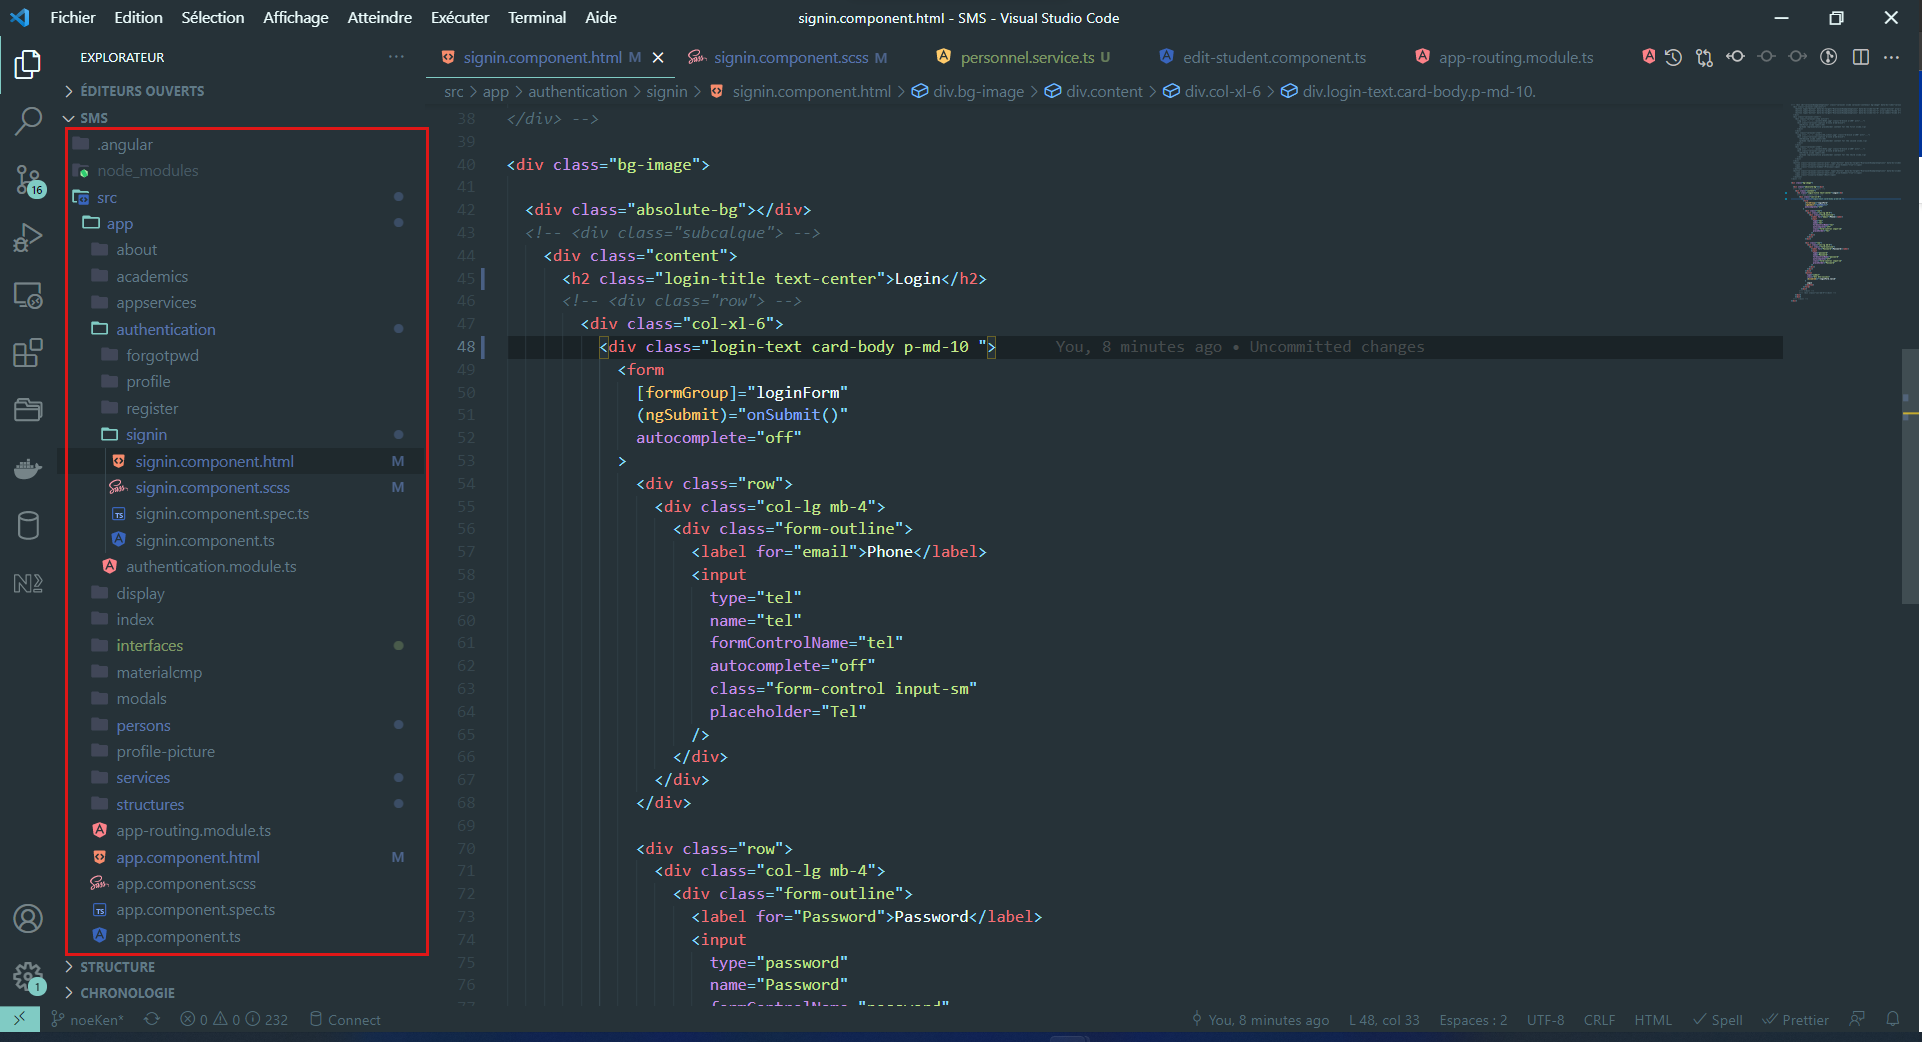 Fichier Edition Sélection Affichage Atteindre Exécuter Terminal Aide
signin.component.html - SMS - Visual Studio Code
EXPLORATEUR
signin.component.html M
signin.component.scss M
personnel.service.ts U
edit-student.component.ts
app-routing.module.ts
ÉDITEURS OUVERTS
SMS
.angular
node_modules
src
app
about
academics
appservices
authentication
forgotpwd
profile
register
signin
signin.component.html M
signin.component.scss M
signin.component.spec.ts
signin.component.ts
authentication.module.ts
display
index
interfaces
materialcmp
modals
persons
profile-picture
services
structures
app-routing.module.ts
app.component.html M
app.component.scss
app.component.spec.ts
app.component.ts
STRUCTURE
CHRONOLOGIE
16
1
src > app > authentication > signin > signin.component.html > div.bg-image > div.content > div.col-xl-6 > div.login-text.card-body.p-md-10.
38 </div> -->
39
40 <div class="bg-image">
41
42 <div class="absolute-bg"></div>
43 <!-- <div class="subcalque"> -->
44 <div class="content">
45 <h2 class="login-title text-center">Login</h2>
46 <!-- <div class="row"> -->
47 <div class="col-xl-6">
48 <div class="login-text card-body p-md-10 "> You, 8 minutes ago • Uncommitted changes
49 <form
50 [formGroup]="loginForm"
51 (ngSubmit)="onSubmit()"
52 autocomplete="off"
53 >
54 <div class="row">
55 <div class="col-lg mb-4">
56 <div class="form-outline">
57 <label for="email">Phone</label>
58 <input
59 type="tel"
60 name="tel"
61 formControlName="tel"
62 autocomplete="off"
63 class="form-control input-sm"
64 placeholder="Tel"
65 />
66 </div>
67 </div>
68 </div>
69
70 <div class="row">
71 <div class="col-lg mb-4">
72 <div class="form-outline">
73 <label for="Password">Password</label>
74 <input
75 type="password"
76 name="Password"
77 formControlName="password"
noeKen* 0 0 232 Connect
You, 8 minutes ago L 48, col 33 Espaces : 2 UTF-8 CRLF HTML Spell Prettier